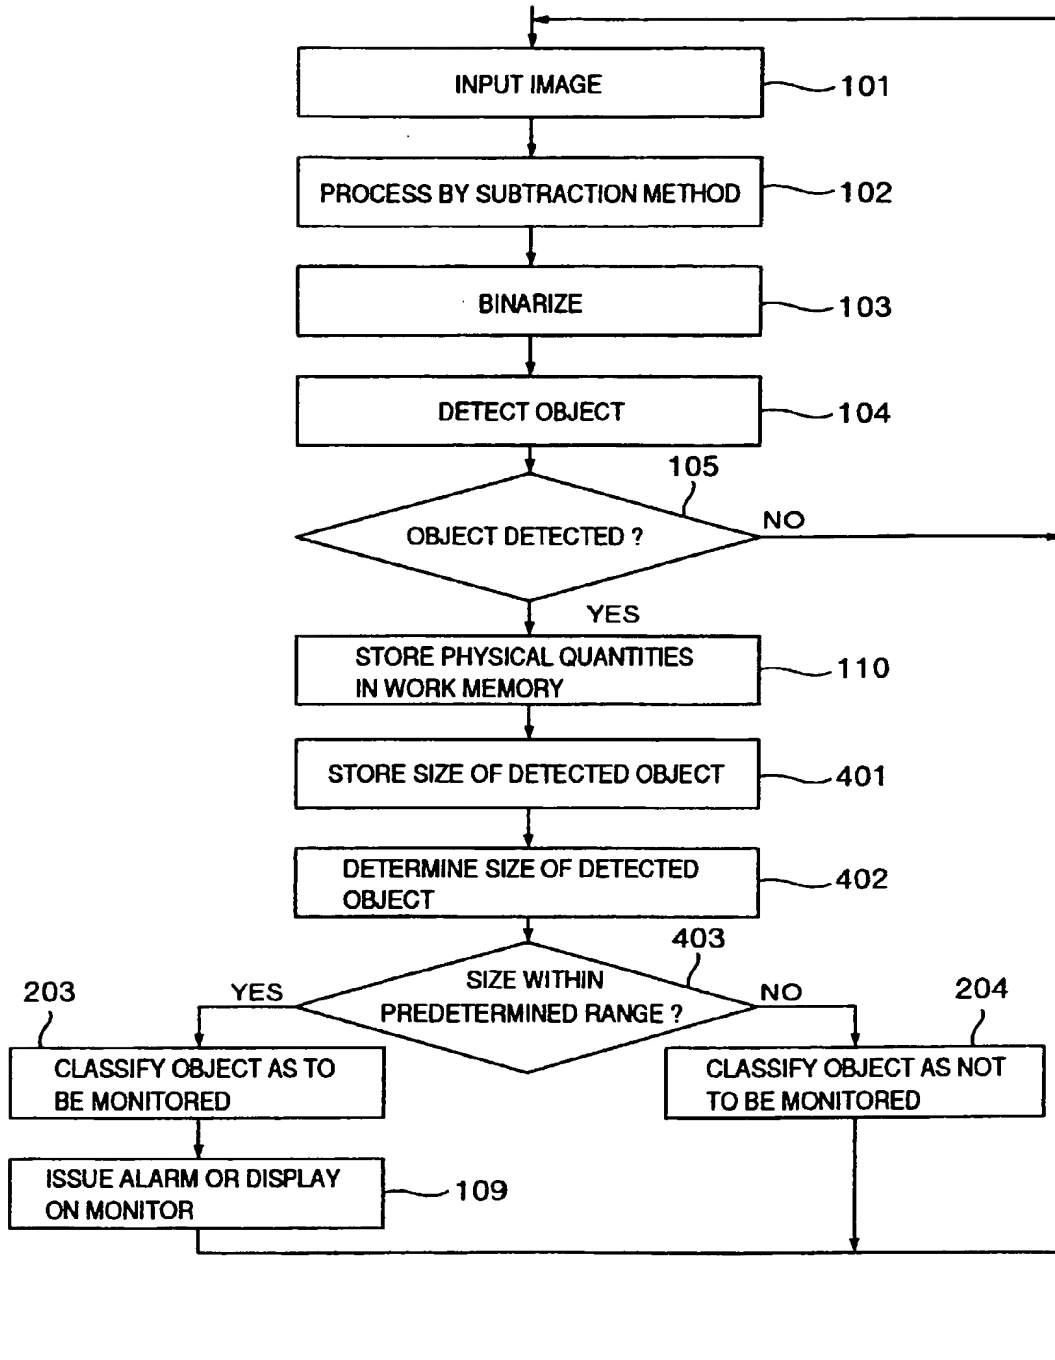 INPUT IMAGE
101
PROCESS BY SUBTRACTION METHOD
102
BINARIZE
103
DETECT OBJECT
104
105
OBJECT DETECTED ?
NO
YES
STORE PHYSICAL QUANTITIES
IN WORK MEMORY
110
STORE SIZE OF DETECTED OBJECT
401
DETERMINE SIZE OF DETECTED
OBJECT
402
403
SIZE WITHIN
PREDETERMINED RANGE ?
YES
NO
203
204
CLASSIFY OBJECT AS TO
BE MONITORED
CLASSIFY OBJECT AS NOT
TO BE MONITORED
ISSUE ALARM OR DISPLAY
ON MONITOR
109